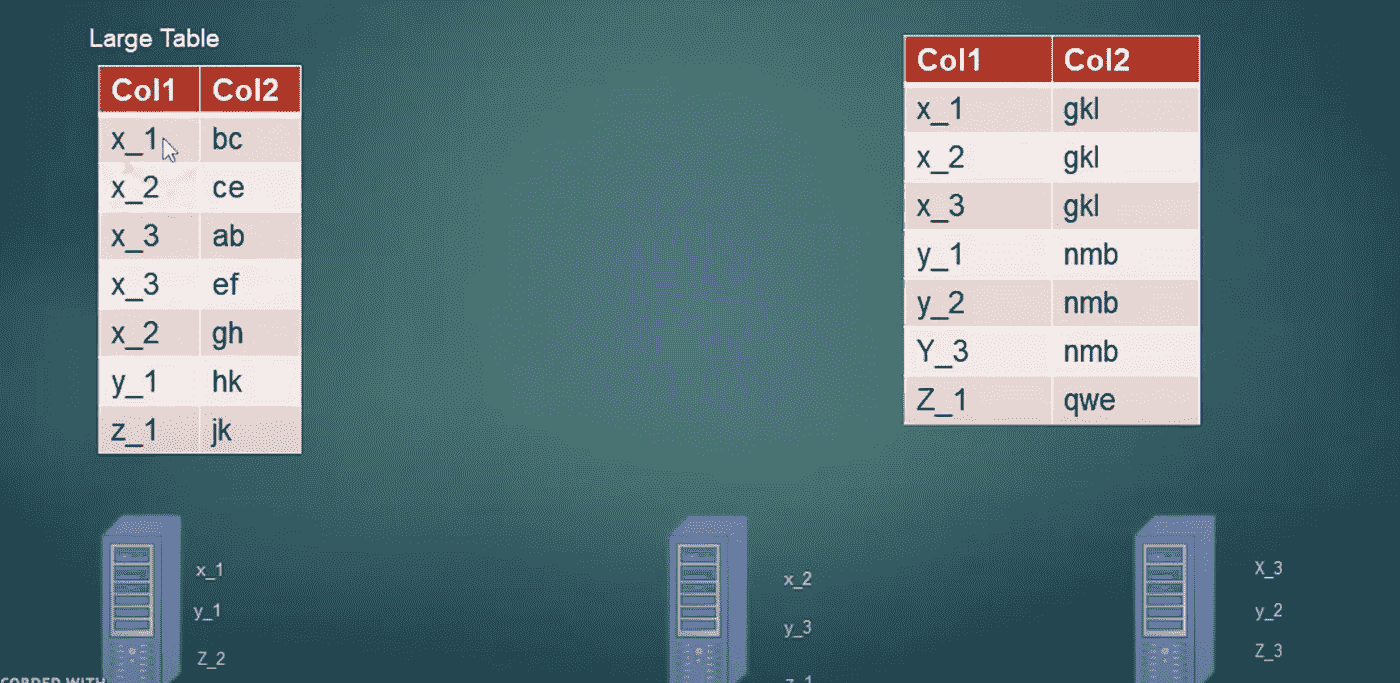 Large Table
Col1 Col2
x_1 bc
x_2 ce
x_3 ab
x_3 ef
x_2 gh
y_1 hk
z_1 jk
Col1 Col2
x_1 gkl
x_2 gkl
x_3 gkl
y_1 nmb
y_2 nmb
Y_3 nmb
Z_1 qwe
x_1
y_1
Z_2
x_2
y_3
z_1
X_3
y_2
Z_3
WITH